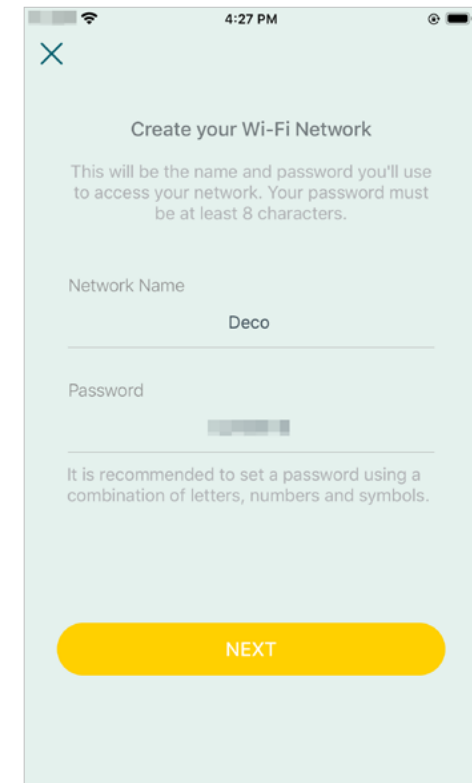 4:27 PM
Create your Wi-Fi Network
This will be the name and password you'll use
to access your network. Your password must
be at least 8 characters.
Network Name
Deco
Password
It is recommended to set a password using a
combination of letters, numbers and symbols.
NEXT